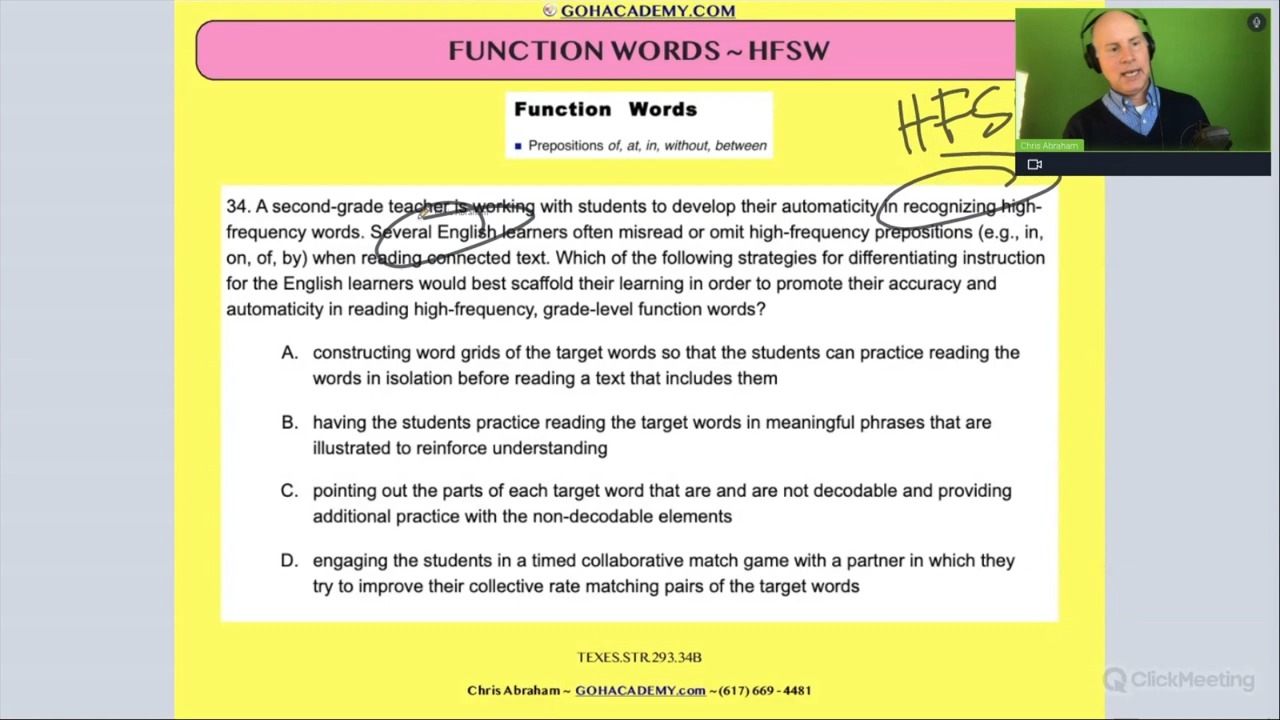 GOHACADEMY.COM
FUNCTION WORDS ~ HFSW
Function Words
Prepositions of, at, in, without, between
HFS
Chris Abraham
34. A second-grade teacher is working with students to develop their automaticity in recognizing high-
frequency words. Several English learners often misread or omit high-frequency prepositions (e.g., in,
on, of, by) when reading connected text. Which of the following strategies for differentiating instruction
for the English learners would best scaffold their learning in order to promote their accuracy and
automaticity in reading high-frequency, grade-level function words?
A. constructing word grids of the target words so that the students can practice reading the
words in isolation before reading a text that includes them
B. having the students practice reading the target words in meaningful phrases that are
illustrated to reinforce understanding
C. pointing out the parts of each target word that are and are not decodable and providing
additional practice with the non-decodable elements
D. engaging the students in a timed collaborative match game with a partner in which they
try to improve their collective rate matching pairs of the target words
TEXES.STR.293.34B
Chris Abraham ~ GOHACADEMY.com ~(617) 669 - 4481
ClickMeeting